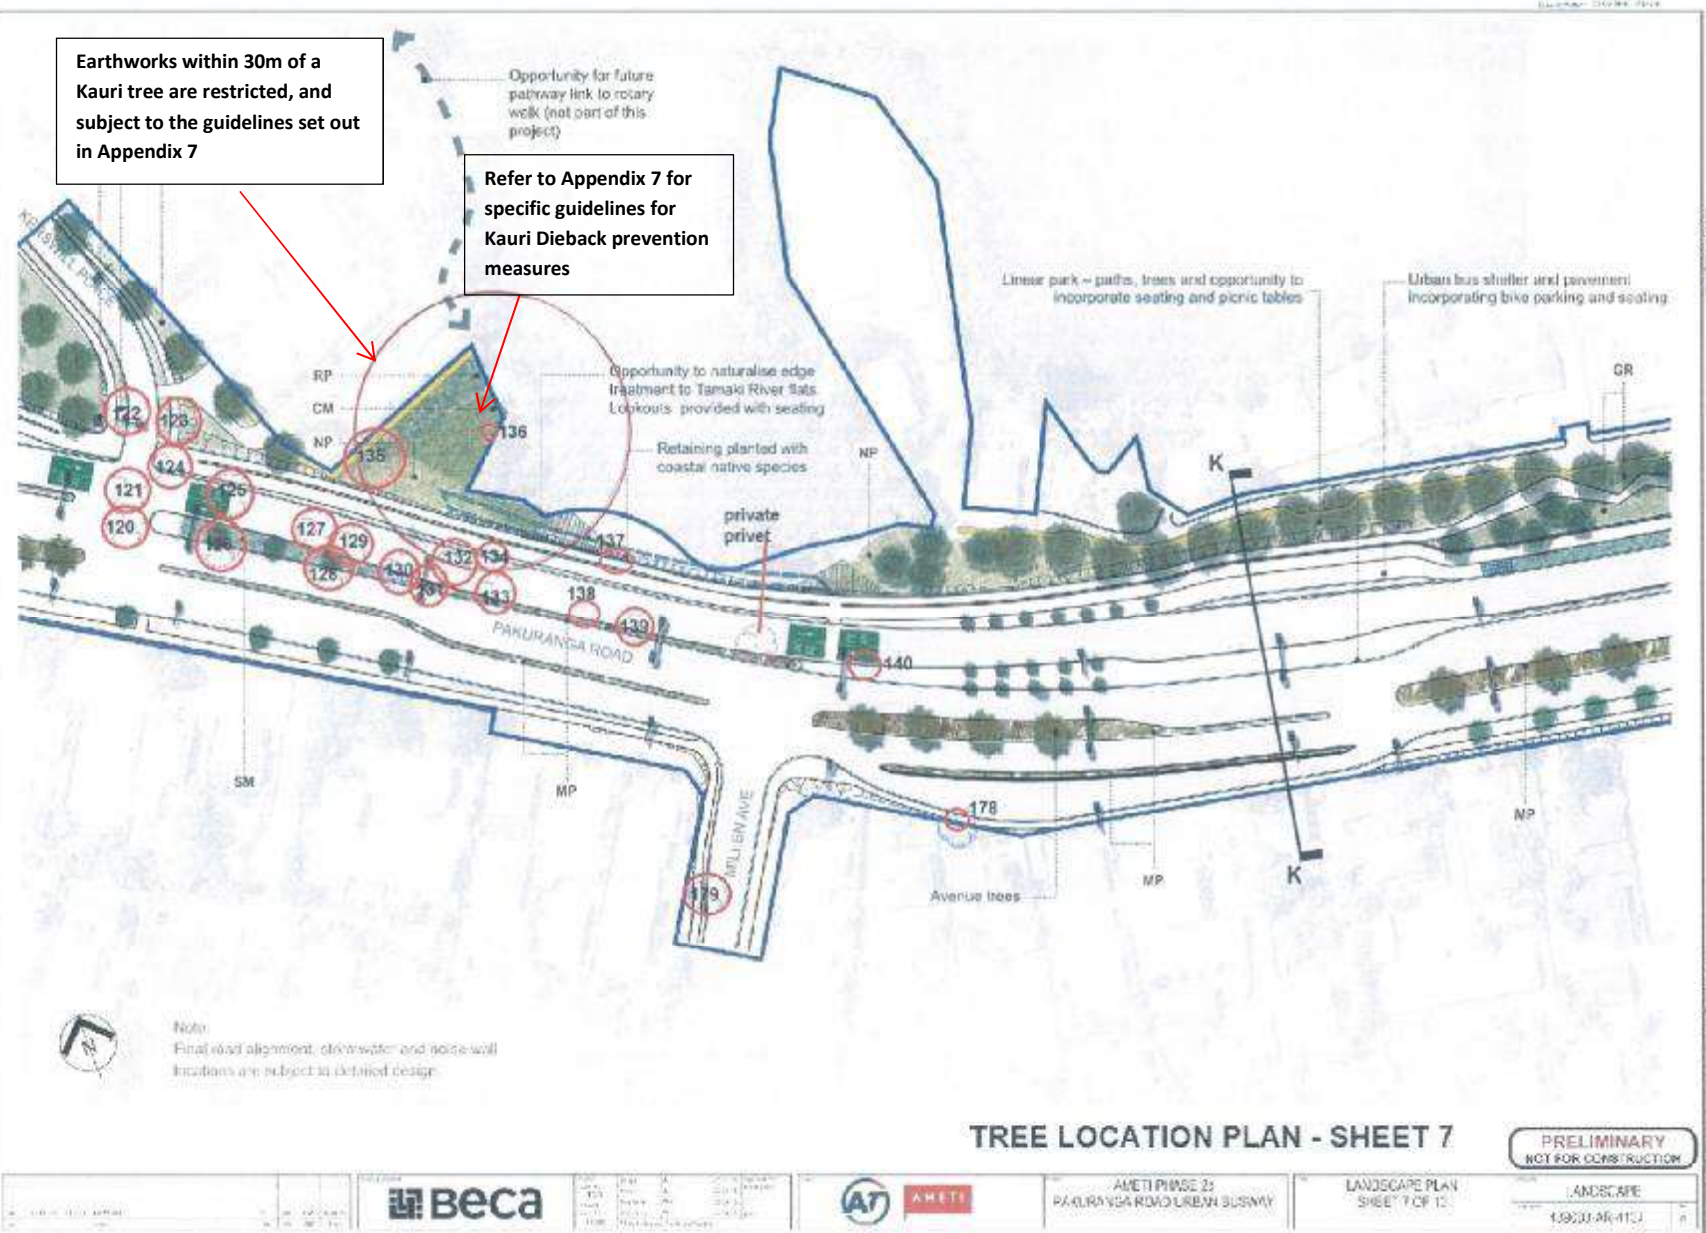 Earthworks within 30m of a
Kauri tree are restricted, and
subject to the guidelines set out
in Appendix 7
Opportunity for future
pathway link to rotary
walk (not part of this
project)
Refer to Appendix 7 for
specific guidelines for
Kauri Dieback prevention
measures
Linear park – paths, trees and opportunity to
incorporate seating and picnic tables
Urban bus shelter and pavement
incorporating bike parking and seating
GR
RP
CM
NP
Opportunity to naturalise edge
treatment to Tamaki River flats.
Lookouts provided with seating
Retaining planted with
coastal native species
NP
K
private
privet
122
123
124
121
125
120
127
129
128
130
131
132
134
133
135
136
137
138
139
140
PAKURANGA ROAD
SM
MP
178
179
AVE
Avenue trees
MP
K
MP
N
Note:
Final road alignment, stormwater and noise wall
locations are subject to detailed design
TREE LOCATION PLAN - SHEET 7
PRELIMINARY
NOT FOR CONSTRUCTION
Beca
AT
AMETI
AMETI PHASE 2:
PAKURANGA ROAD URBAN BUSWAY
LANDSCAPE PLAN
SHEET 7 OF 13
LANDSCAPE